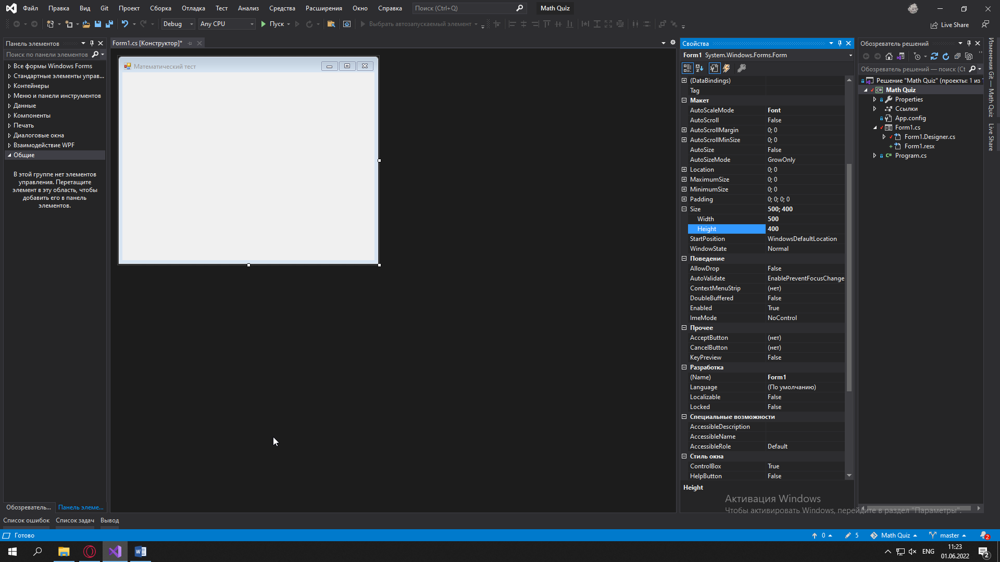 Файл Правка Вид Git Проект Сборка Отладка Тест Анализ Средства Расширения Окно Справка Поиск (Ctrl+Q) Math Quiz
Debug Any CPU Пуск Выбрать автозапускаемый элемент Live Share
Панель элементов
Поиск по панели элементов
Все формы Windows Forms
Стандартные элементы управ...
Контейнеры
Меню и панели инструментов
Данные
Компоненты
Печать
Диалоговые окна
Взаимодействие WPF
Общие
В этой группе нет элементов
управления. Перетащите
элемент в эту область, чтобы
добавить его в панель
элементов.
Обозреватель... Панель элеме...
Form1.cs [Конструктор]*
Математический тест
Свойства
Form1 System.Windows.Forms.Form
(DataBindings)
Tag
Макет
AutoScaleMode Font
AutoScroll False
AutoScrollMargin 0; 0
AutoScrollMinSize 0; 0
AutoSize False
AutoSizeMode GrowOnly
Location 0; 0
MaximumSize 0; 0
MinimumSize 0; 0
Padding 0; 0; 0; 0
Size 500; 400
Width 500
Height 400
StartPosition WindowsDefaultLocation
WindowState Normal
Поведение
AllowDrop False
AutoValidate EnablePreventFocusChange
ContextMenuStrip (нет)
DoubleBuffered False
Enabled True
ImeMode NoControl
Прочее
AcceptButton (нет)
CancelButton (нет)
KeyPreview False
Разработка
(Name) Form1
Language (По умолчанию)
Localizable False
Locked False
Специальные возможности
AccessibleDescription
AccessibleName
AccessibleRole Default
Стиль окна
ControlBox True
HelpButton False
Height
Обозреватель решений
Обозреватель решений — поиск (Ct
Решение "Math Quiz" (проекты: 1 из 1
Math Quiz
Properties
Ссылки
App.config
Form1.cs
Form1.Designer.cs
Form1.resx
Program.cs
Изменения Git — Math Quiz
Live Share
Активация Windows
Чтобы активировать Windows, перейдите в раздел "Параметры".
Список ошибок Список задач Вывод
Готово 0 5 Math Quiz master 2
ENG 11:23
01.06.2022 2